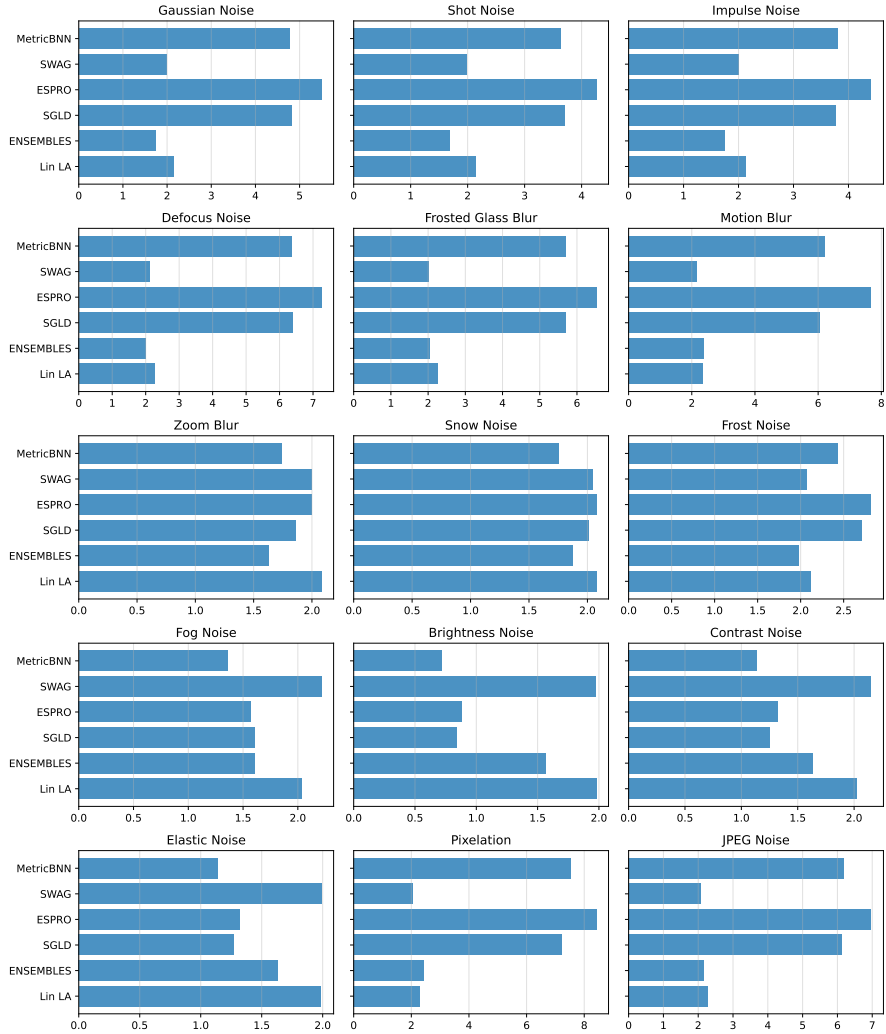 Gaussian Noise Shot Noise Impulse Noise
MetricBNN
SWAG
ESPRO
SGLD
ENSEMBLES
Lin LA
0 1 2 3 4 5 0 1 2 3 4 0 1 2 3 4
Defocus Noise Frosted Glass Blur Motion Blur
MetricBNN
SWAG
ESPRO
SGLD
ENSEMBLES
Lin LA
0 1 2 3 4 5 6 7 0 1 2 3 4 5 6 0 2 4 6 8
Zoom Blur Snow Noise Frost Noise
MetricBNN
SWAG
ESPRO
SGLD
ENSEMBLES
Lin LA
0.0 0.5 1.0 1.5 2.0 0.0 0.5 1.0 1.5 2.0 0.0 0.5 1.0 1.5 2.0 2.5
Fog Noise Brightness Noise Contrast Noise
MetricBNN
SWAG
ESPRO
SGLD
ENSEMBLES
Lin LA
0.0 0.5 1.0 1.5 2.0 0.0 0.5 1.0 1.5 2.0 0.0 0.5 1.0 1.5 2.0
Elastic Noise Pixelation JPEG Noise
MetricBNN
SWAG
ESPRO
SGLD
ENSEMBLES
Lin LA
0.0 0.5 1.0 1.5 2.0 0 2 4 6 8 0 1 2 3 4 5 6 7